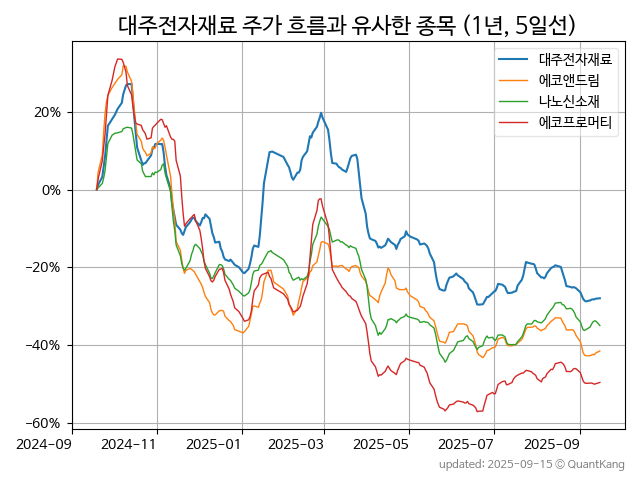 대주전자재료 주가 흐름과 유사한 종목 (1년, 5일선)
대주전자재료
에코앤드림
나노신소재
에코프로머티
20%
0%
−20%
−40%
−60%
2024-09 2024-11 2025-01 2025-03 2025-05 2025-07 2025-09
updated: 2025-09-15 © QuantKang